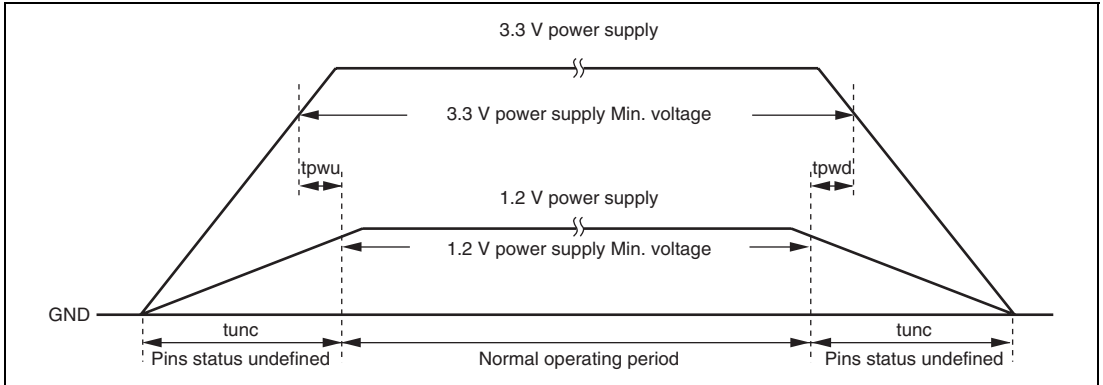 3.3 V power supply
3.3 V power supply Min. voltage
tpwu
tpwd
1.2 V power supply
1.2 V power supply Min. voltage
GND
tunc
tunc
Pins status undefined
Normal operating period
Pins status undefined